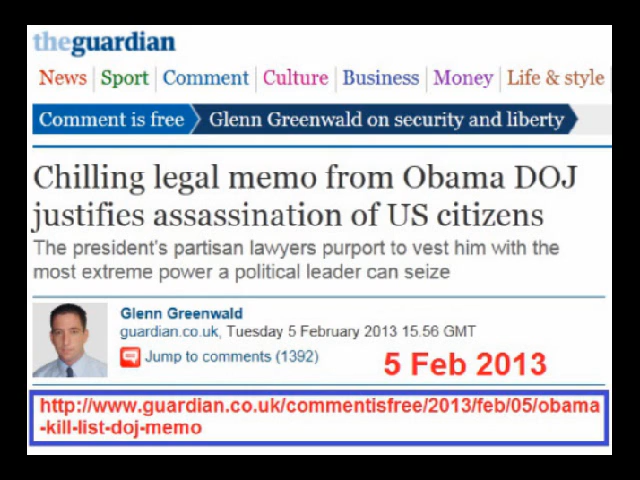 theguardian
News Sport Comment Culture Business Money Life & style
Comment is free Glenn Greenwald on security and liberty
Chilling legal memo from Obama DOJ
justifies assassination of US citizens
The president's partisan lawyers purport to vest him with the
most extreme power a political leader can seize
Glenn Greenwald
guardian.co.uk, Tuesday 5 February 2013 15.56 GMT
Jump to comments (1392)
5 Feb 2013
http://www.guardian.co.uk/commentisfree/2013/feb/05/obama
-kill-list-doj-memo